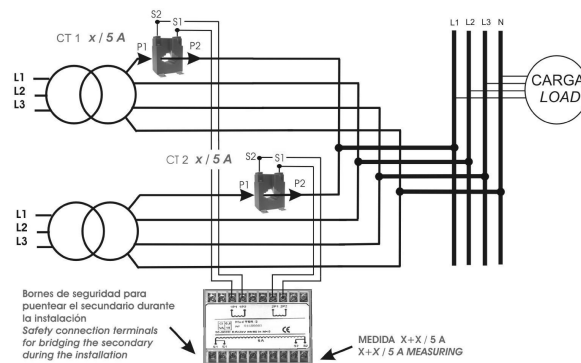 S2
S1
CT 1 x / 5 A
P1
P2
L1
L2
L3
L1 L2 L3 N
CARGA
LOAD
S2
S1
CT 2 x / 5 A
P1
P2
L1
L2
L3
Bornes de seguridad para
puentear el secundario durante
la instalación
Safety connection terminals
for bridging the secondary
during the installation
CE
MEDIDA X+X / 5 A
X+X / 5 A MEASURING